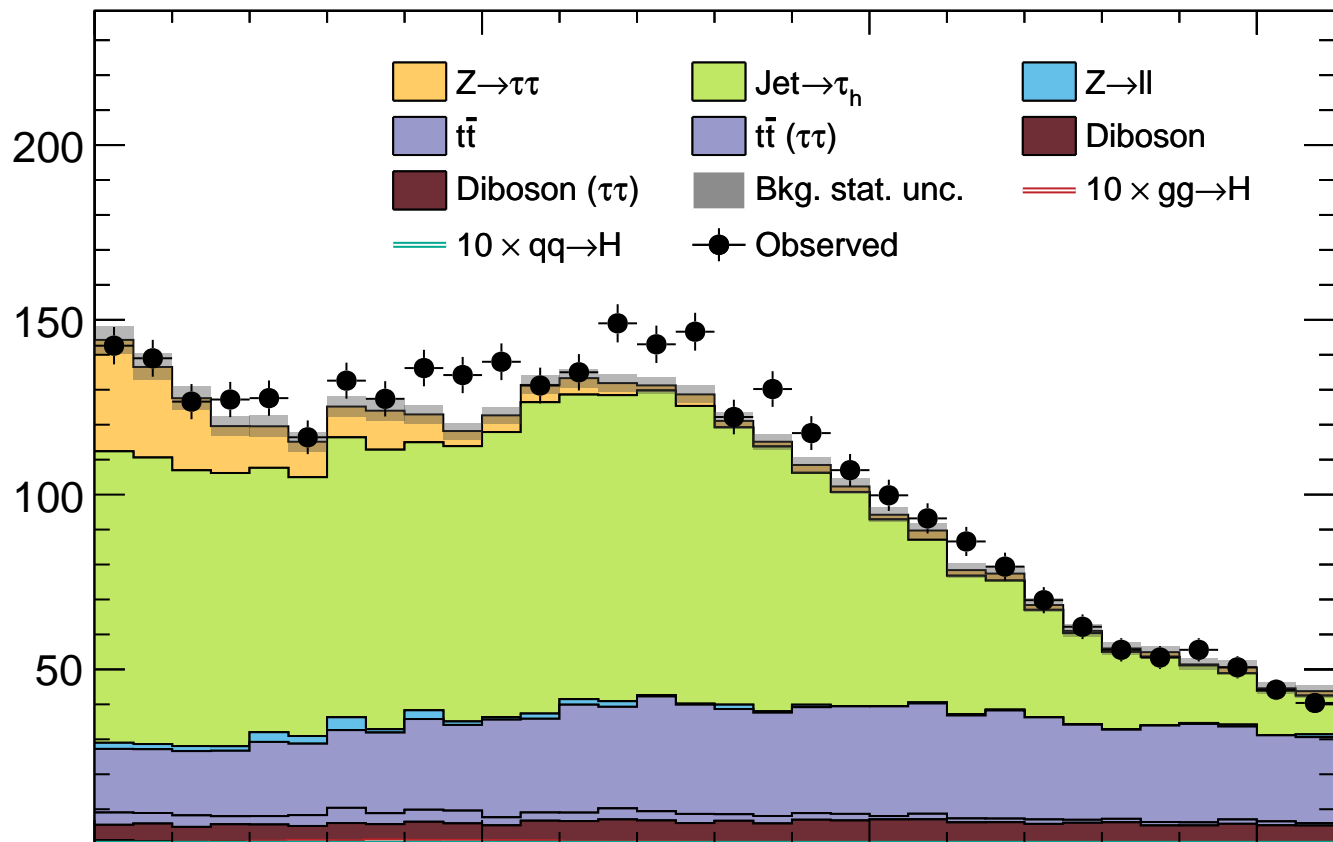 Z→ττ Jet→τₕ Z→ll
tt̄ tt̄ (ττ) Diboson
Diboson (ττ) Bkg. stat. unc. 10 × gg→H
10 × qq→H Observed
200
150
100
50